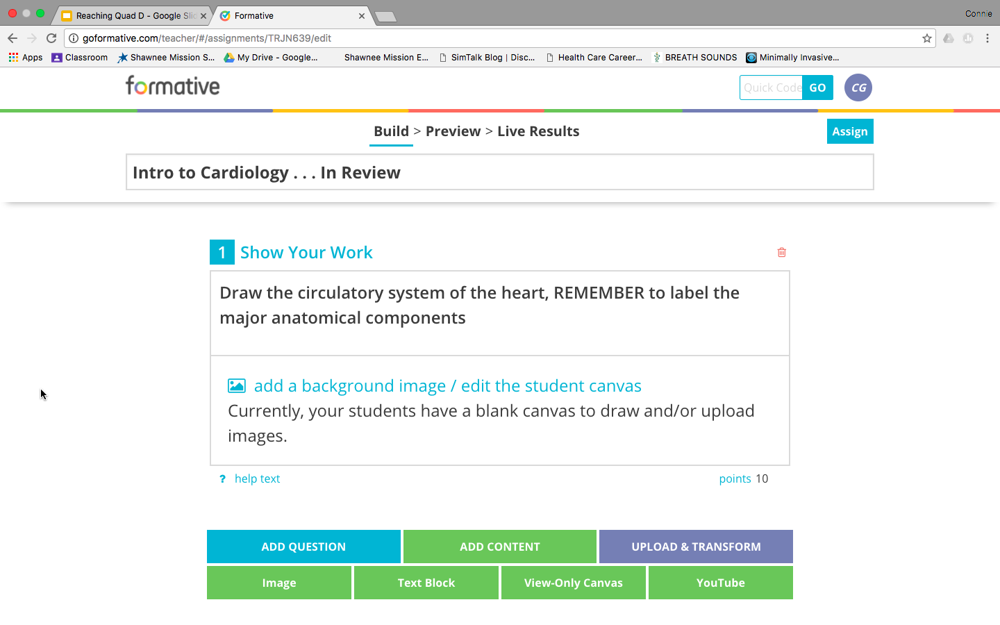 Reaching Quad D - Google Slid
Formative
Connie
goformative.com/teacher/#/assignments/TRJN639/edit
Apps
Classroom
Shawnee Mission S...
My Drive - Google...
Shawnee Mission E...
SimTalk Blog | Disc...
Health Care Career...
BREATH SOUNDS
Minimally Invasive...
formative
Quick Code
GO
CG
Build > Preview > Live Results
Assign
Intro to Cardiology . . . In Review
1 Show Your Work
Draw the circulatory system of the heart, REMEMBER to label the
major anatomical components
add a background image / edit the student canvas
Currently, your students have a blank canvas to draw and/or upload
images.
? help text
points 10
ADD QUESTION
ADD CONTENT
UPLOAD & TRANSFORM
Image
Text Block
View-Only Canvas
YouTube